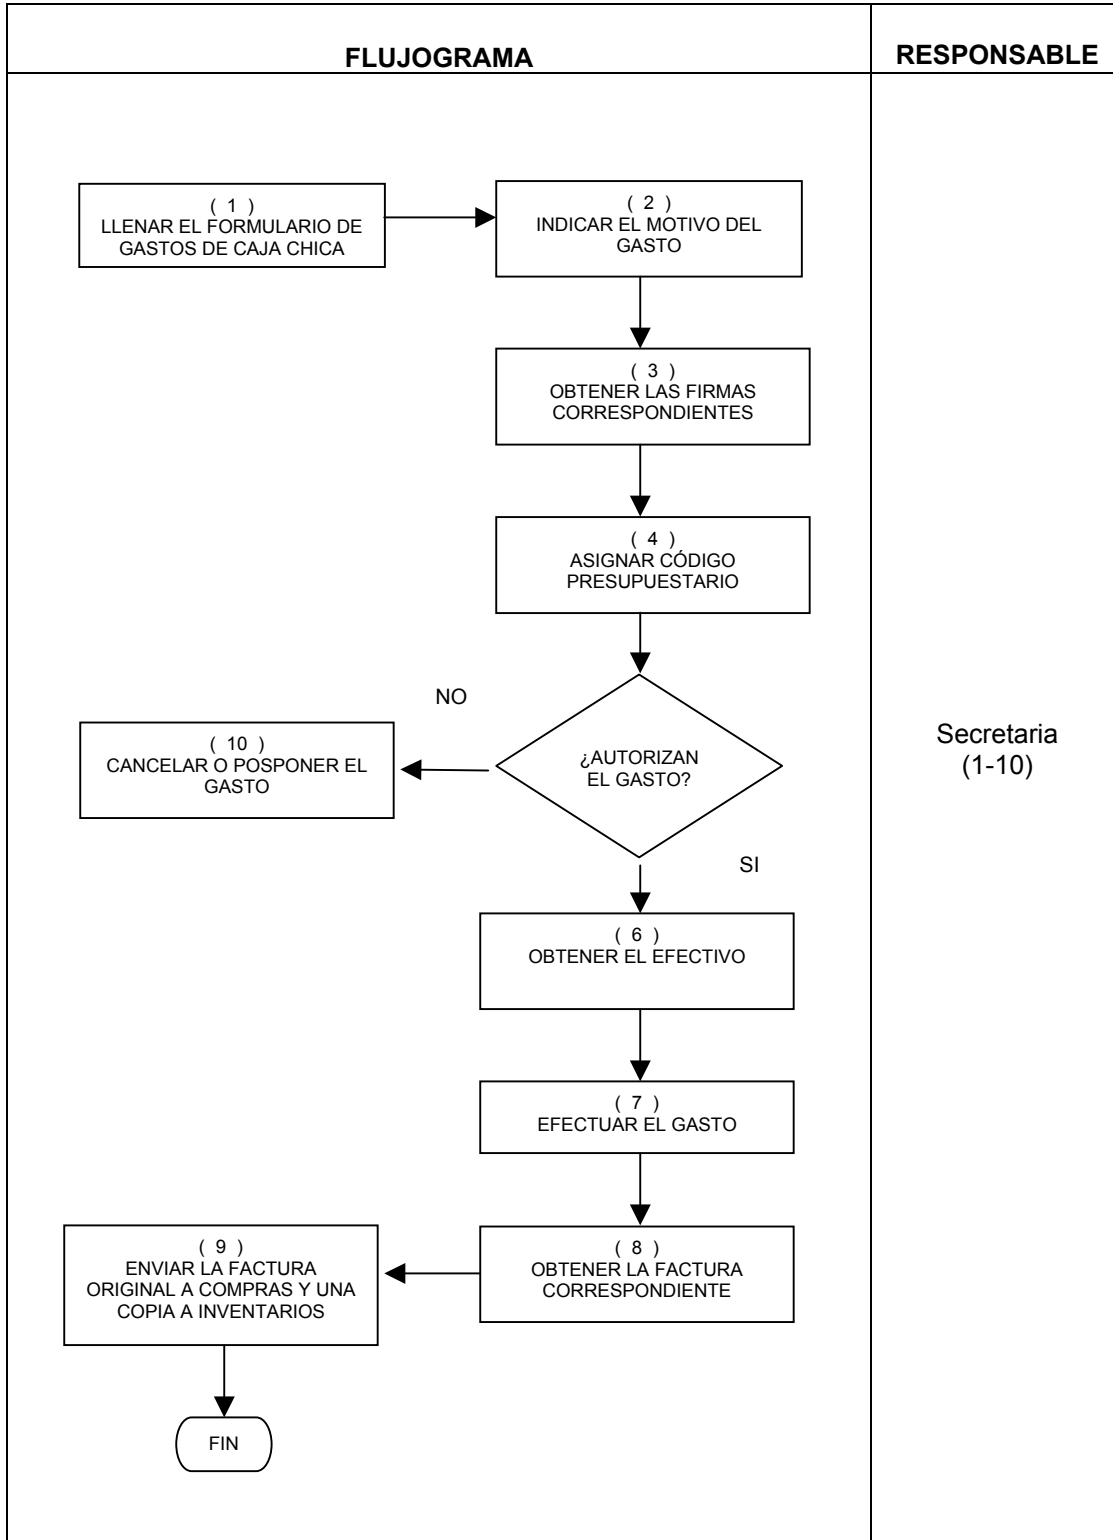 FLUJOGRAMA
RESPONSABLE
( 1 )
LLENAR EL FORMULARIO DE
GASTOS DE CAJA CHICA
( 2 )
INDICAR EL MOTIVO DEL
GASTO
( 3 )
OBTENER LAS FIRMAS
CORRESPONDIENTES
( 4 )
ASIGNAR CÓDIGO
PRESUPUESTARIO
¿AUTORIZAN
EL GASTO?
NO
( 10 )
CANCELAR O POSPONER EL
GASTO
SI
( 6 )
OBTENER EL EFECTIVO
( 7 )
EFECTUAR EL GASTO
( 8 )
OBTENER LA FACTURA
CORRESPONDIENTE
( 9 )
ENVIAR LA FACTURA
ORIGINAL A COMPRAS Y UNA
COPIA A INVENTARIOS
FIN
Secretaria
(1-10)